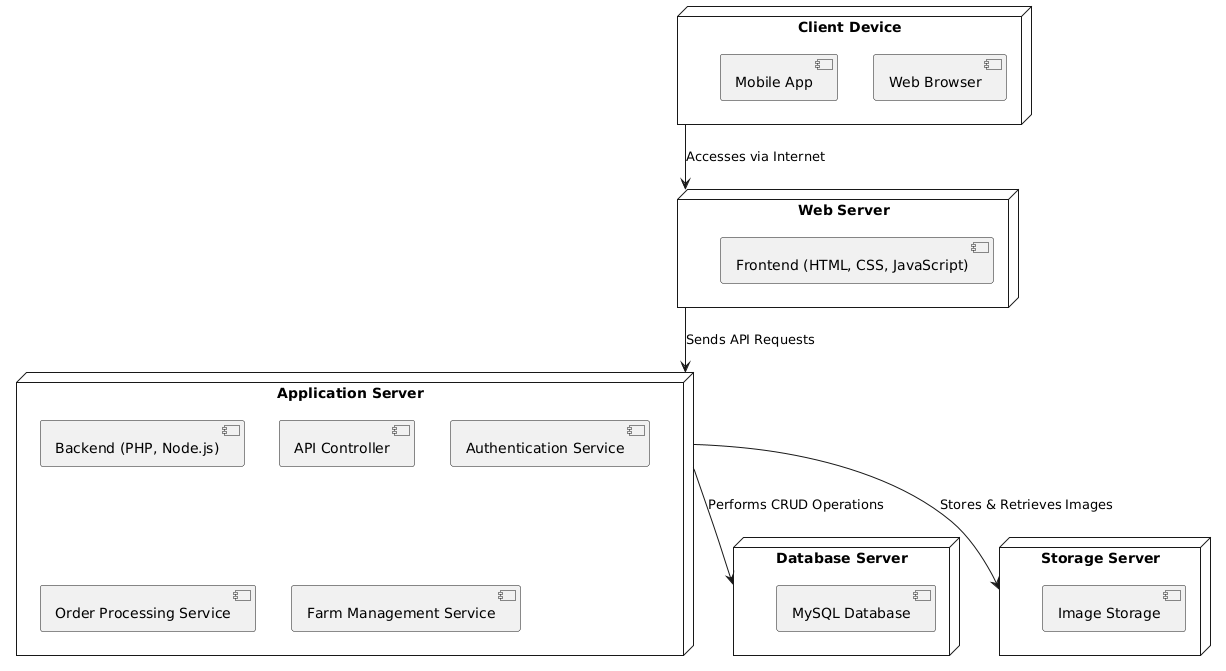 Client Device
Mobile App
Web Browser
Accesses via Internet
Web Server
Frontend (HTML, CSS, JavaScript)
Sends API Requests
Application Server
Backend (PHP, Node.js)
API Controller
Authentication Service
Performs CRUD Operations
Stores & Retrieves Images
Order Processing Service
Farm Management Service
Database Server
MySQL Database
Storage Server
Image Storage